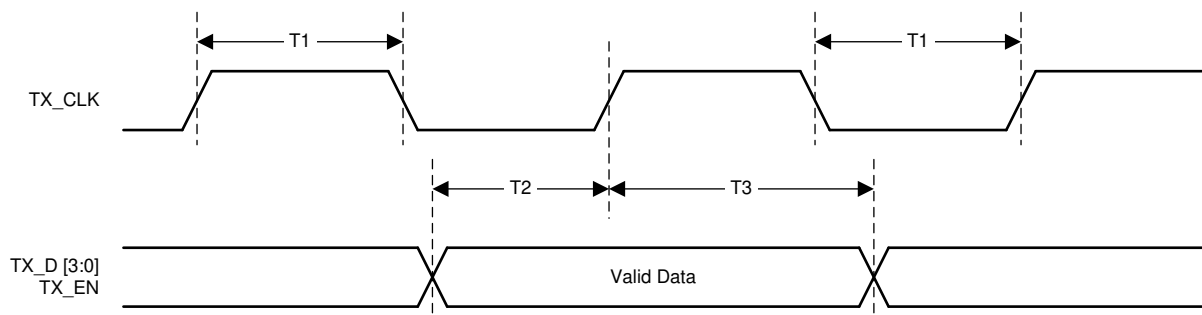 T1
T1
TX_CLK
T2
T3
TX_D [3:0]
TX_EN
Valid Data